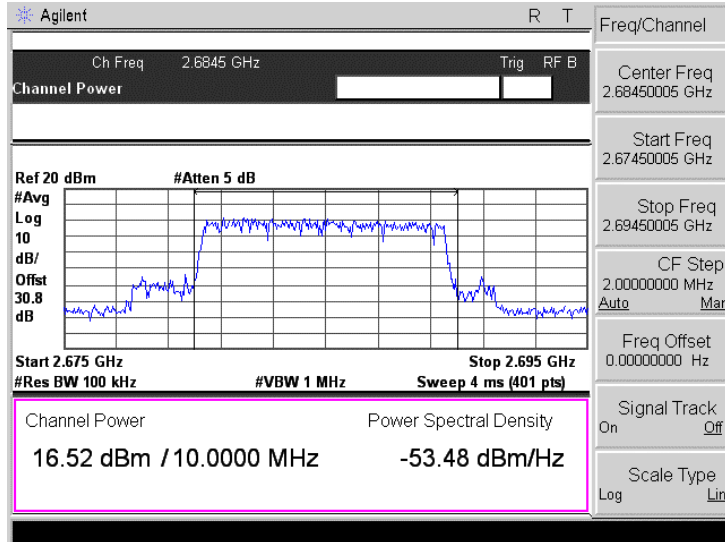 Agilent R T
Freq/Channel
Ch Freq 2.6845 GHz Trig RF B
Channel Power
Center Freq
2.68450005 GHz
Start Freq
2.67450005 GHz
Stop Freq
2.69450005 GHz
CF Step
2.00000000 MHz
Auto Man
Freq Offset
0.00000000 Hz
Signal Track
On Off
Scale Type
Log Lin
Ref 20 dBm #Atten 5 dB
#Avg
Log
10
dB/
Offst
30.8
dB
Start 2.675 GHz Stop 2.695 GHz
#Res BW 100 kHz #VBW 1 MHz Sweep 4 ms (401 pts)
Channel Power Power Spectral Density
16.52 dBm / 10.0000 MHz -53.48 dBm/Hz